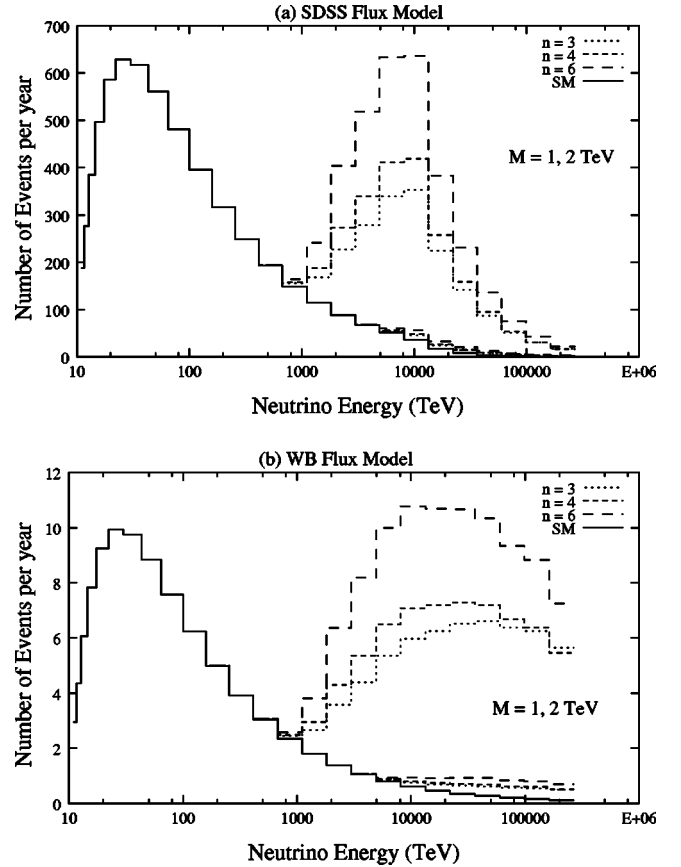 (a) SDSS Flux Model
700
600
500
400
300
200
100
0
Number of Events per year
n = 3
n = 4
n = 6
SM
M = 1, 2 TeV
10
100
1000
10000
100000
E+06
Neutrino Energy (TeV)
(b) WB Flux Model
12
10
8
6
4
2
0
Number of Events per year
n = 3
n = 4
n = 6
SM
M = 1, 2 TeV
10
100
1000
10000
100000
E+06
Neutrino Energy (TeV)